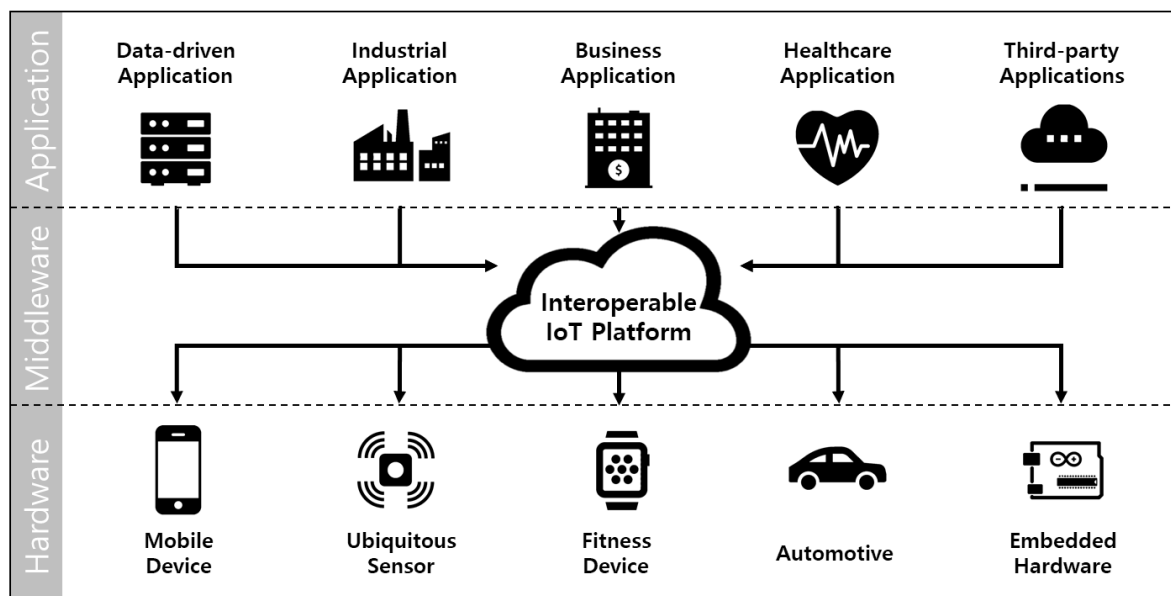 Application
Data-driven
Application
Industrial
Application
Business
Application
Healthcare
Application
Third-party
Applications
$
Middleware
Interoperable
IoT Platform
Hardware
Mobile
Device
Ubiquitous
Sensor
Fitness
Device
Automotive
Embedded
Hardware